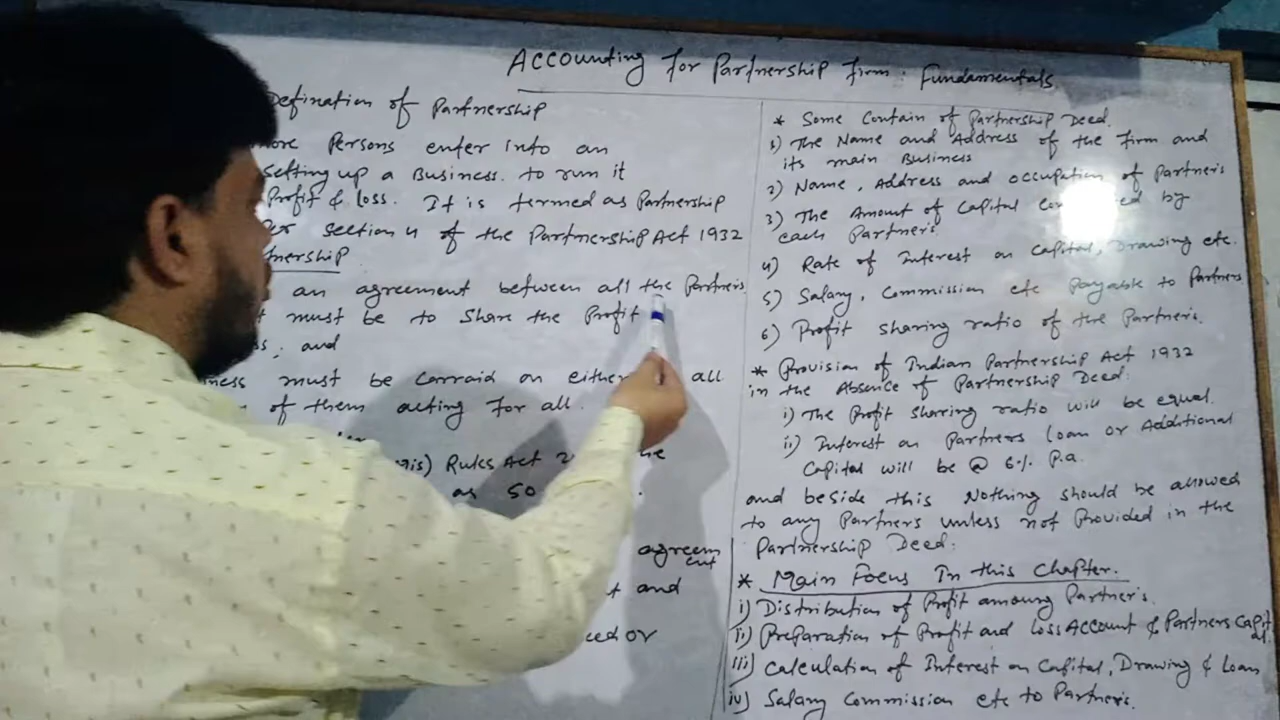 Accounting For Partnership Firm: Fundamentals
Defination of Partnership
ore Persons enter into an
setting up a Business. to run it
Profit & loss. It is termed as Partnership
section 4 of the Partnership Act 1932
nership.
an agreement between all the Partners
must be to share the Profit
and
ness must be Carraid on either all
of them acting for all.
Rules Act
as 50
agreem
ent
and
eed or
* Some Contain of Partnership Deed.
1) The Name and Address of the Firm and
its main Business
2) Name, Address and occupation of Partners
3) The Amount of Capital by
each Partners
4) Rate of Interest on Capital, Drawing etc.
5) Salary, Commission etc Payable to Partners
6) Profit sharing ratio of the Partners.
* Provision of Indian Partnership Act 1932
in the Absence of Partnership Deed.
i) The Profit sharing ratio will be equal.
ii) Interest on Partners loan or Additional
Capital will be @ 6% P.a.
and beside this Nothing should be allowed
to any Partners unless not Provided in the
Partnership Deed.
* Main Focus In this Chapter.
i) Distribution of Profit amoung Partners.
ii) Preparation of Profit and loss Account & Partners Capit
al
iii) Calculation of Interest on Capital, Drawing & Loan
iv) Salary Commission etc to Partners.